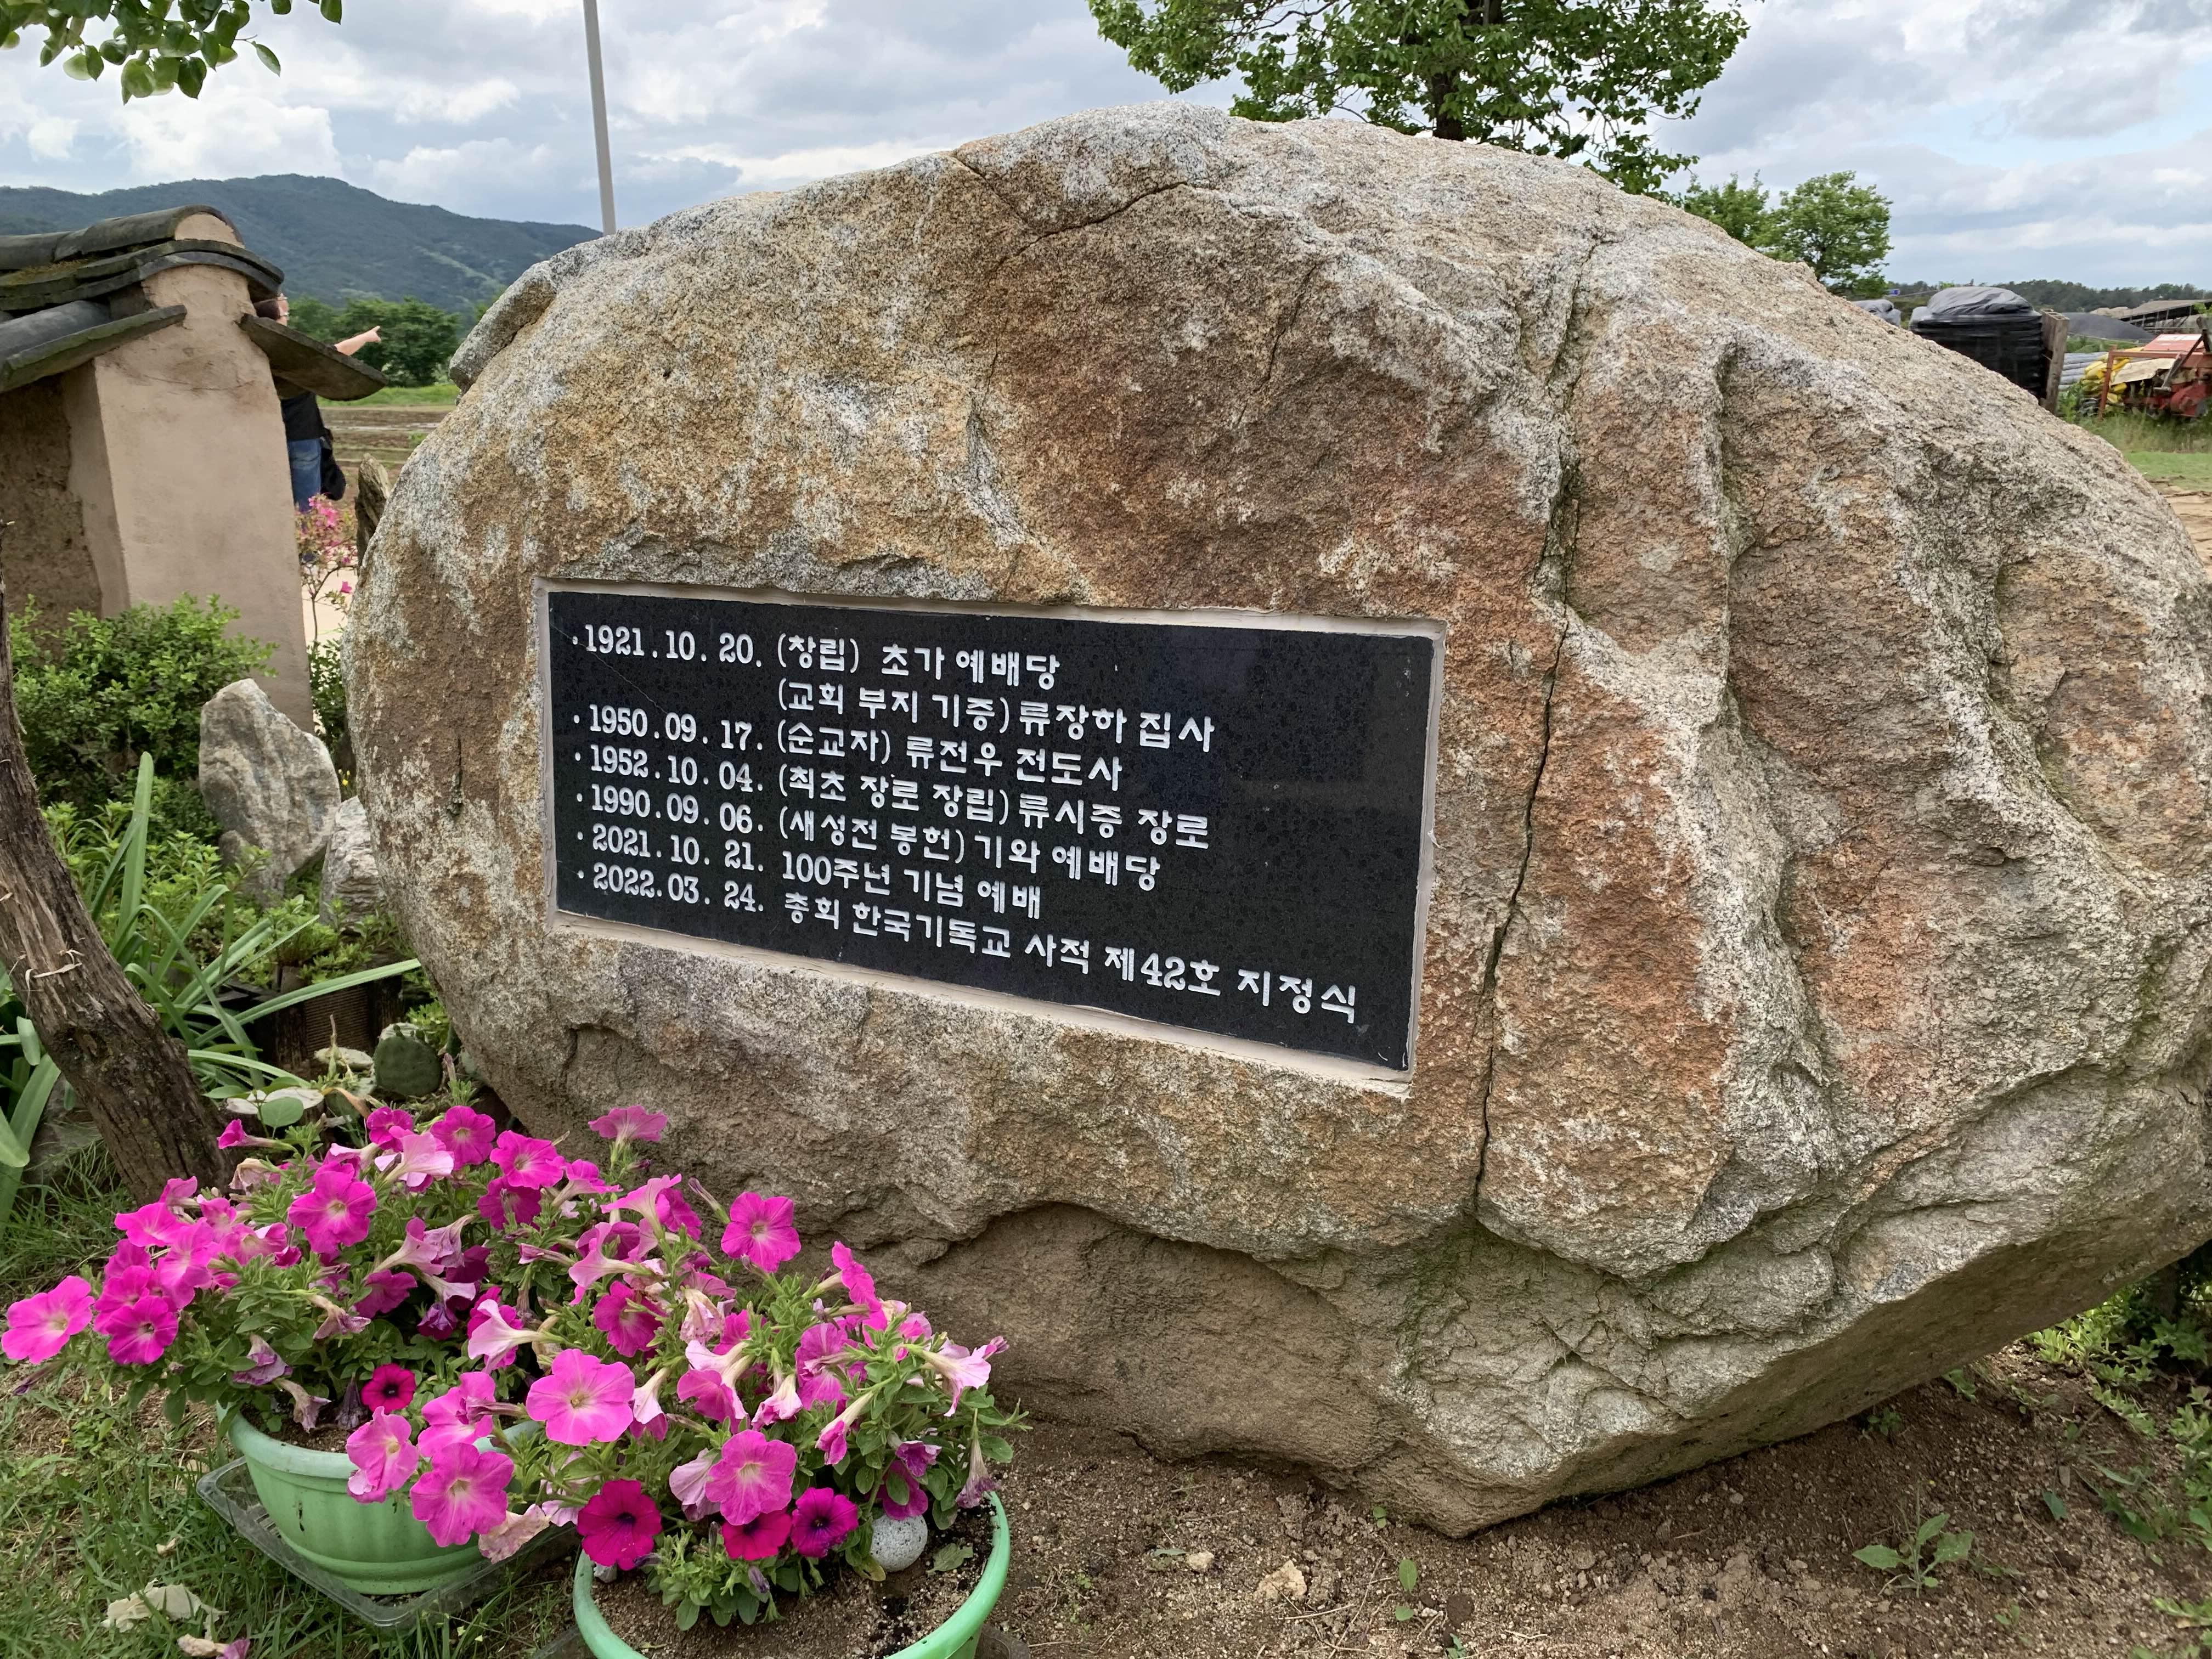 ·1921.10.20. (창립) 초가 예배당
(교회 부지 기증) 류장하 집사
·1950.09.17. (순교자) 류전우 전도사
·1952.10.04. (최초 장로 장립) 류시증 장로
·1990.09.06. (새성전 봉헌) 기와 예배당
·2021.10.21. 100주년 기념 예배
·2022.03.24. 총회 한국기독교 사적 제42호 지정식